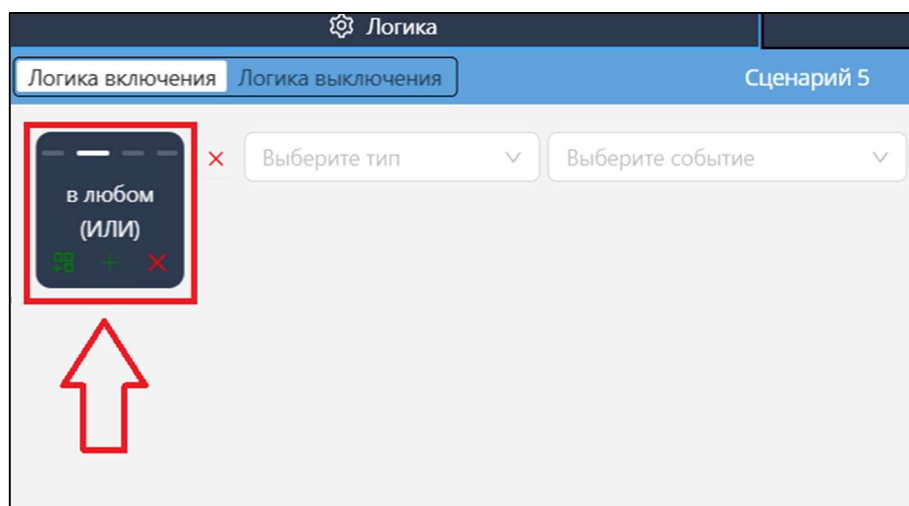 Логика
Логика включения Логика выключения Сценарий 5
Выберите тип Выберите событие
в любом
(ИЛИ)